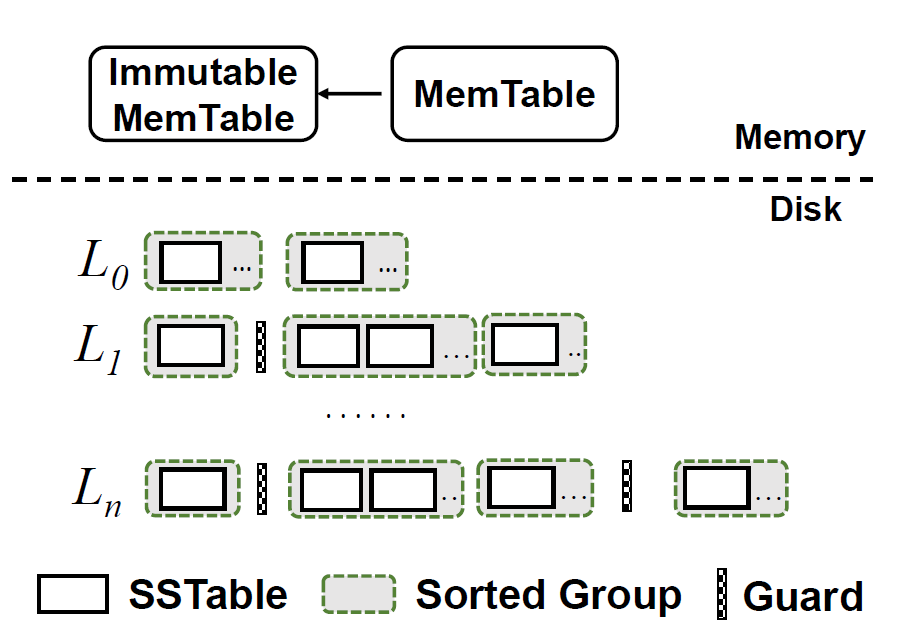 Immutable
MemTable
MemTable
Memory
Disk
L0 ... ...
L1 ... ..
......
Ln .. ... ...
SSTable Sorted Group Guard